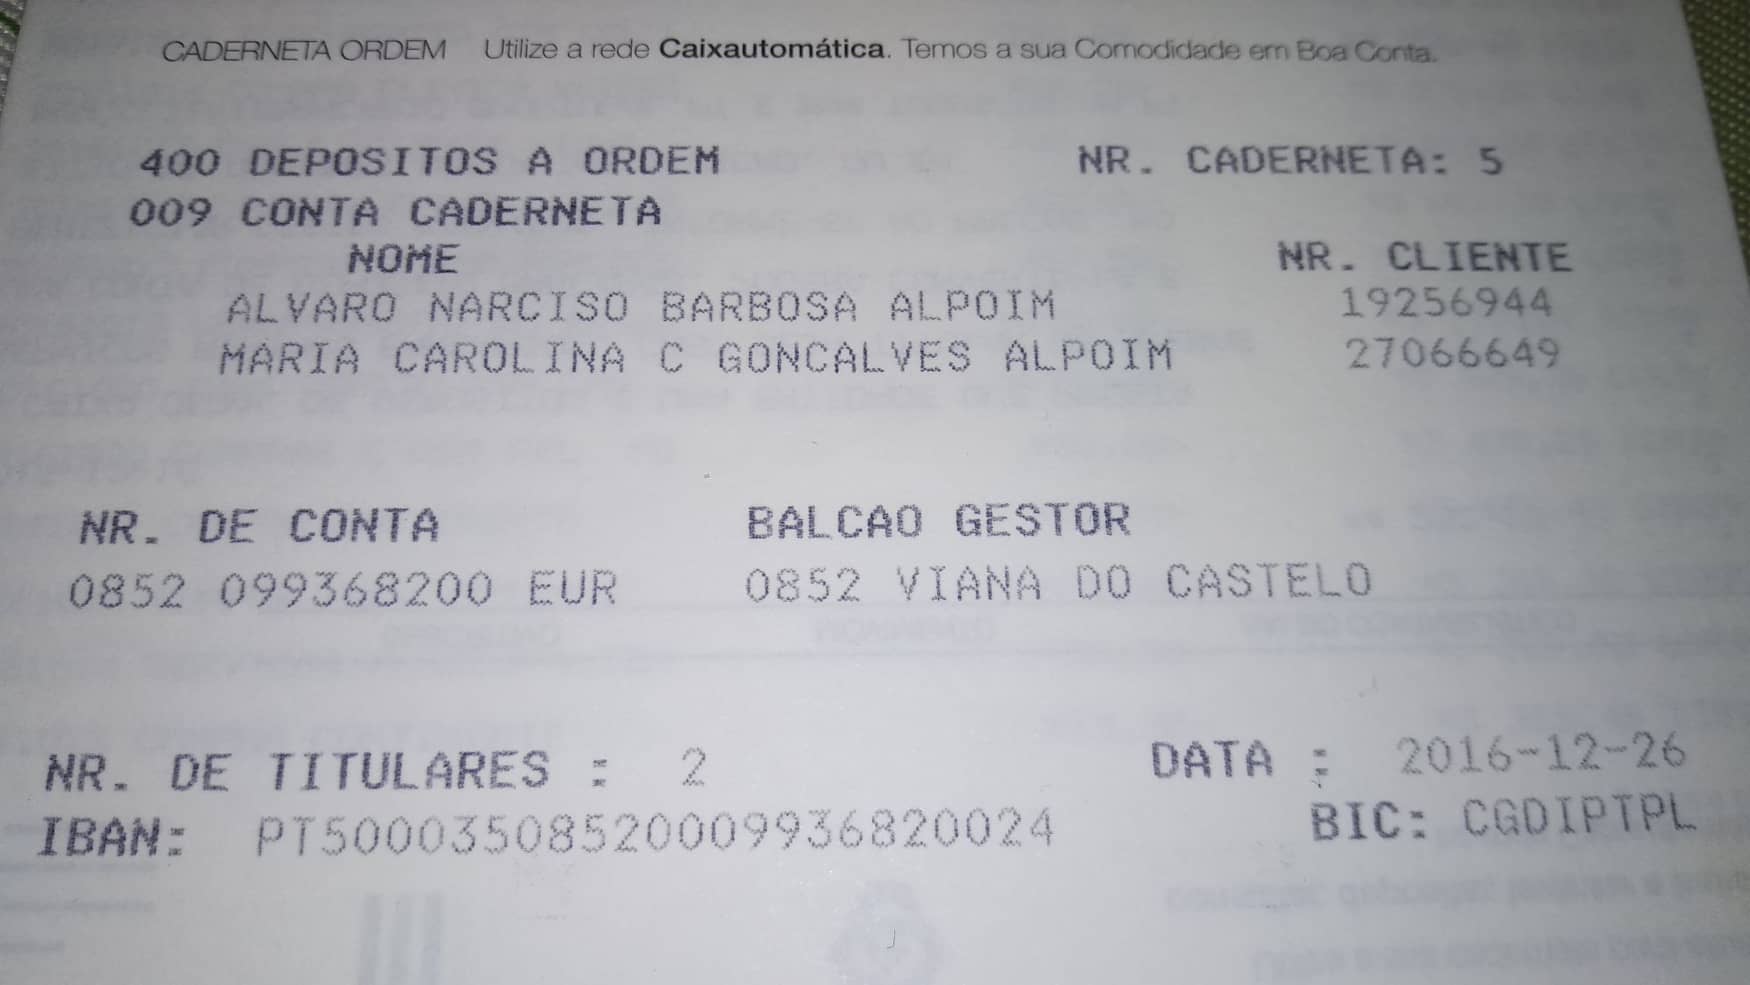 CADERNETA ORDEM Utilize a rede Caixautomática. Temos a sua Comodidade em Boa Conta.
400 DEPOSITOS A ORDEM NR. CADERNETA: 5
009 CONTA CADERNETA
NOME NR. CLIENTE
ALVARO NARCISO BARBOSA ALPOIM 19256944
MARIA CAROLINA C GONCALVES ALPOIM 27066649
NR. DE CONTA BALCAO GESTOR
0852 099368200 EUR 0852 VIANA DO CASTELO
NR. DE TITULARES : 2 DATA : 2016-12-26
IBAN: PT50003508520009936820024 BIC: CGDIPTPL